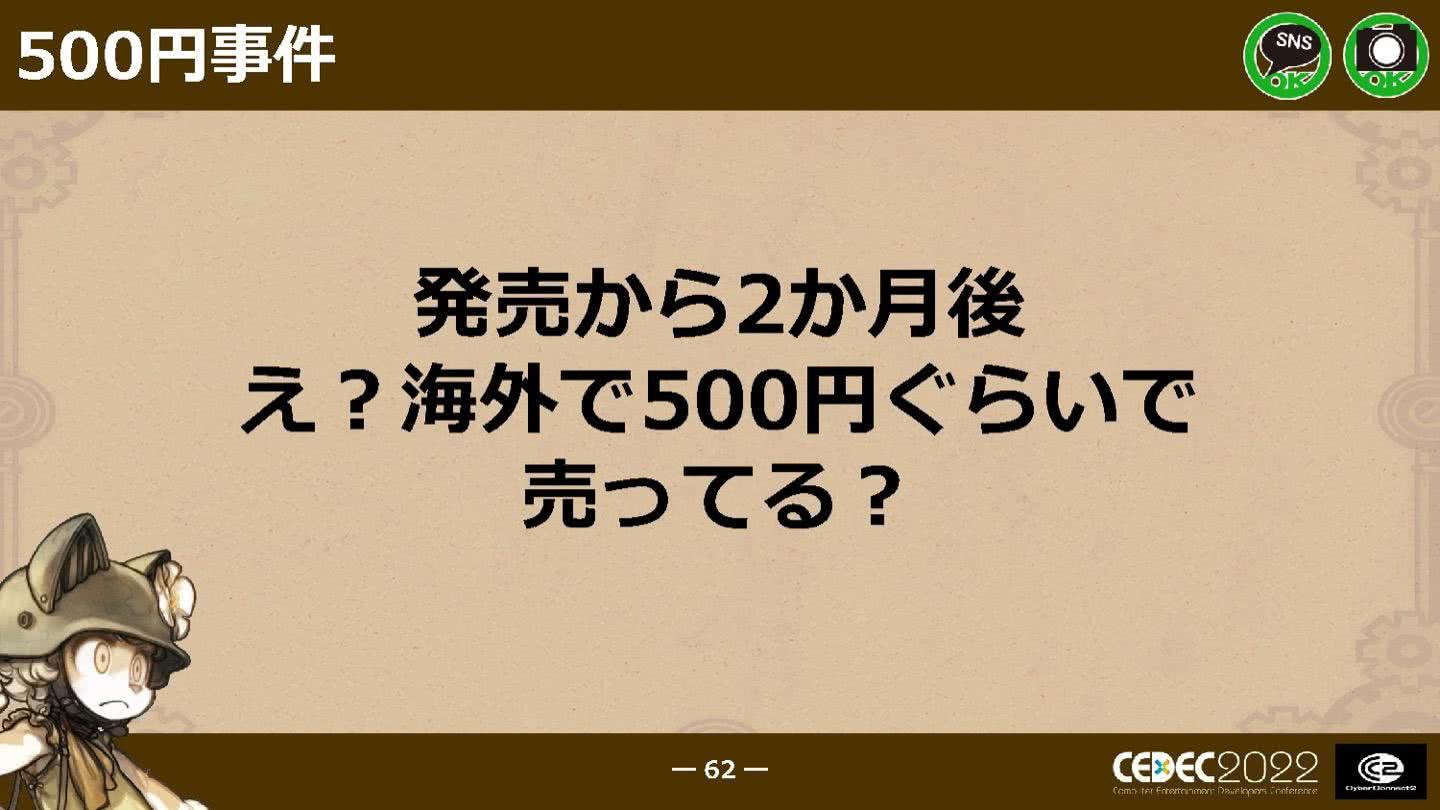 500円事件
SNS
OK
OK
発売から2か月後
え？海外で500円ぐらいで
売ってる？
― 62 ―
CEDEC2022
Computer Entertainment Developers Conference
C2
CyberConnect2